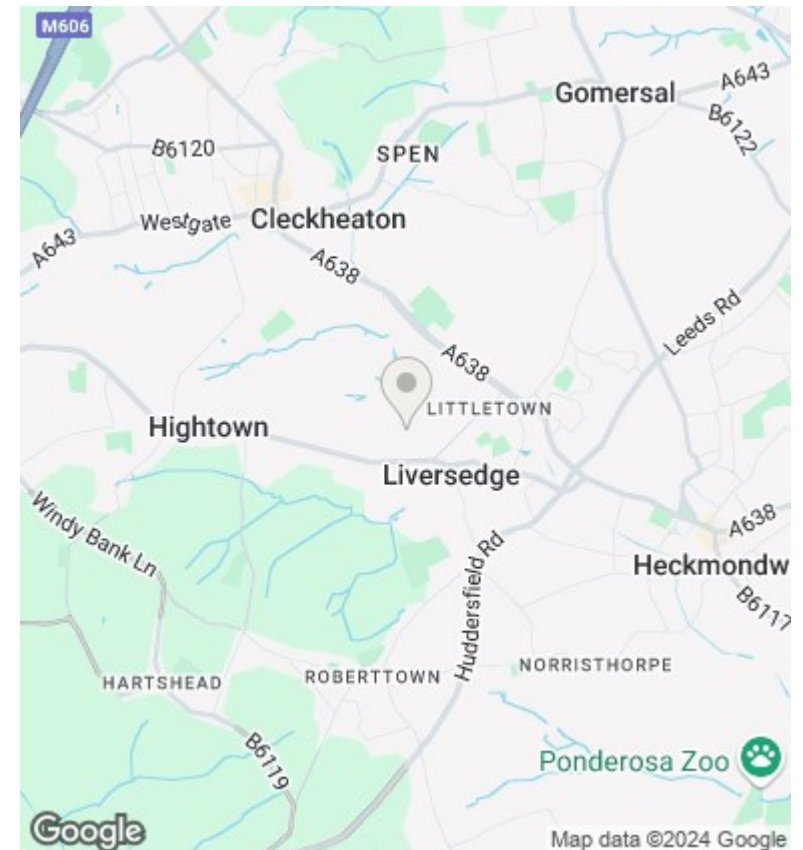 M606
Gomersal
A643
B6122
B6120
SPEN
Westgate
Cleckheaton
A643
A638
Leeds Rd
A638
LITTLETOWN
Hightown
Liversedge
Windy Bank Ln
A638
Huddersfield Rd
Heckmondw
B6117
HARTSHEAD
ROBERTTOWN
NORRISTHORPE
B6119
Ponderosa Zoo
Google
Map data ©2024 Google